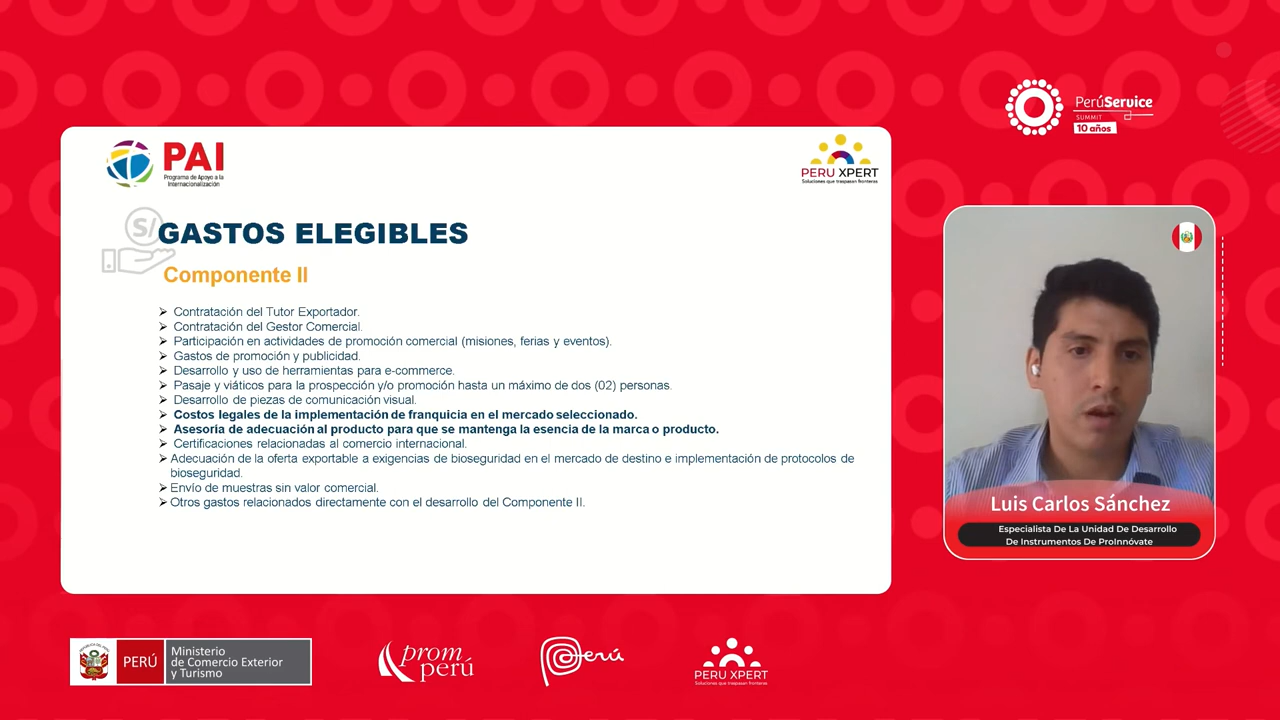 PerúService
SUMMIT
10 años
PAI
Programa de Apoyo a la
Internacionalización
PERU XPERT
Soluciones que traspasan fronteras
S/
GASTOS ELEGIBLES
Componente II
➢ Contratación del Tutor Exportador.
➢ Contratación del Gestor Comercial.
➢ Participación en actividades de promoción comercial (misiones, ferias y eventos).
➢ Gastos de promoción y publicidad.
➢ Desarrollo y uso de herramientas para e-commerce.
➢ Pasaje y viáticos para la prospección y/o promoción hasta un máximo de dos (02) personas.
➢ Desarrollo de piezas de comunicación visual.
➢ Costos legales de la implementación de franquicia en el mercado seleccionado.
➢ Asesoría de adecuación al producto para que se mantenga la esencia de la marca o producto.
➢ Certificaciones relacionadas al comercio internacional.
➢ Adecuación de la oferta exportable a exigencias de bioseguridad en el mercado de destino e implementación de protocolos de
bioseguridad.
➢ Envío de muestras sin valor comercial.
➢ Otros gastos relacionados directamente con el desarrollo del Componente II.
Luis Carlos Sánchez
Especialista De La Unidad De Desarrollo
De Instrumentos De ProInnóvate
PERÚ
Ministerio
de Comercio Exterior
y Turismo
prom
perú
Perú
PERU XPERT
Soluciones que traspasan fronteras